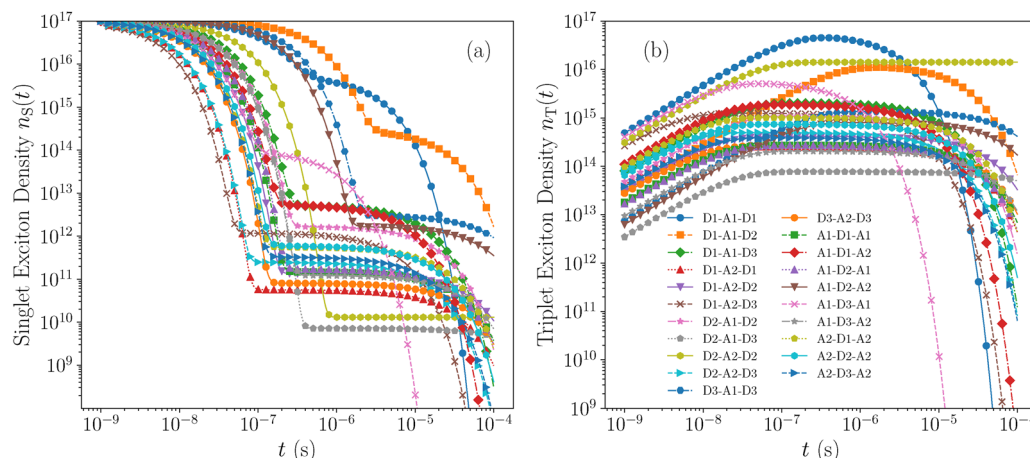 10^17
10^16
10^15
10^14
10^13
10^12
10^11
10^10
10^9
Singlet Exciton Density n_S(t)
(a)
10^−9
10^−8
10^−7
10^−6
10^−5
10^−4
t (s)
10^17
10^16
10^15
10^14
10^13
10^12
10^11
10^10
10^9
Triplet Exciton Density n_T(t)
(b)
D1-A1-D1
D1-A1-D2
D1-A1-D3
D1-A2-D1
D1-A2-D2
D1-A2-D3
D2-A1-D2
D2-A1-D3
D2-A2-D2
D2-A2-D3
D3-A1-D3
D3-A2-D3
A1-D1-A1
A1-D1-A2
A1-D2-A1
A1-D2-A2
A1-D3-A1
A1-D3-A2
A2-D1-A2
A2-D2-A2
A2-D3-A2
10^−9
10^−8
10^−7
10^−6
10^−5
10^−4
t (s)